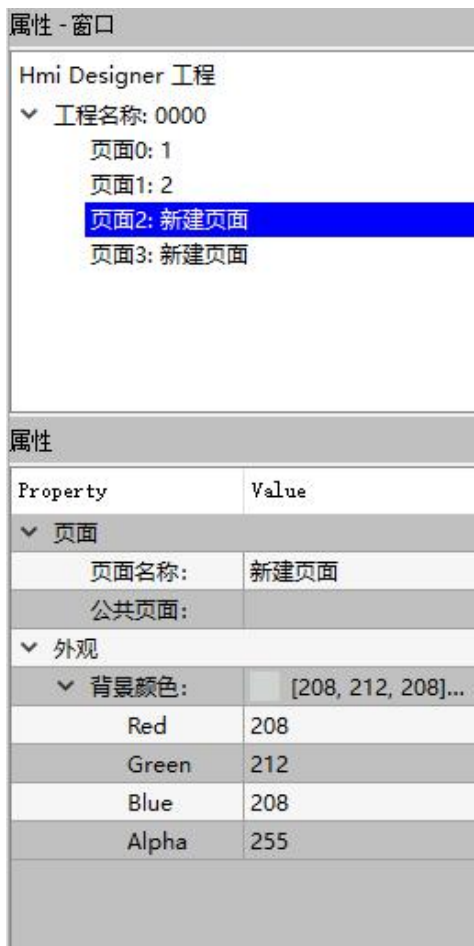 属性 - 窗口
Hmi Designer 工程
工程名称: 0000
页面0: 1
页面1: 2
页面2: 新建页面
页面3: 新建页面
属性
Property Value
页面
页面名称: 新建页面
公共页面:
外观
背景颜色: [208, 212, 208]...
Red 208
Green 212
Blue 208
Alpha 255